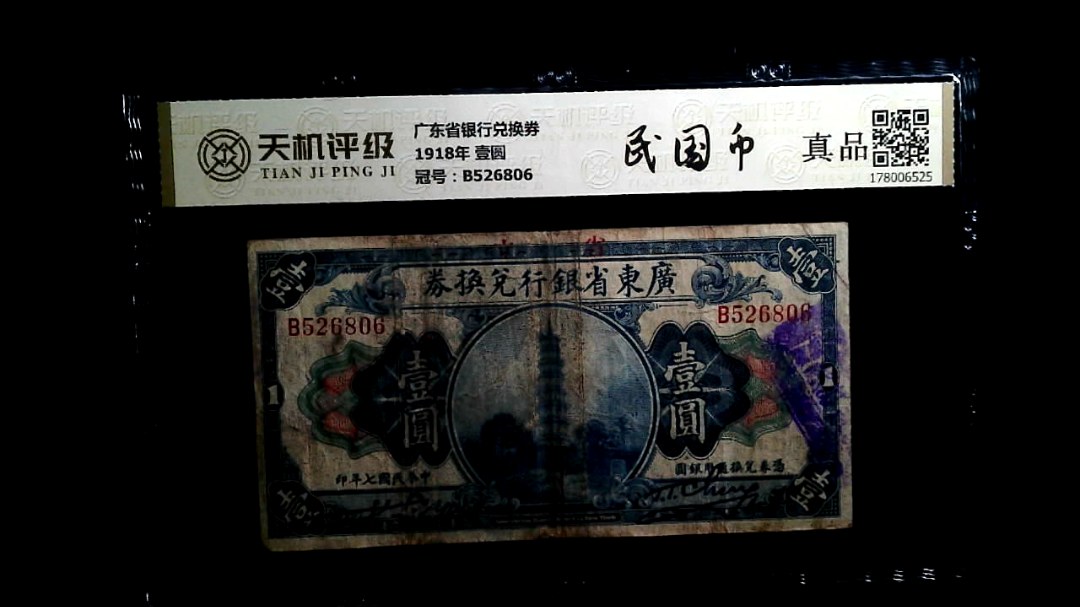 天机评级
TIAN JI PING JI
广东省银行兑换券
1918年 壹圆
冠号：B526806
民国币
真品
178006525
省
壹
壹
廣東省銀行兌換券
B526806
B526806
壹圓
壹圓
1
1
憑券兌換通用銀圓
中華民國七年印
壹
壹